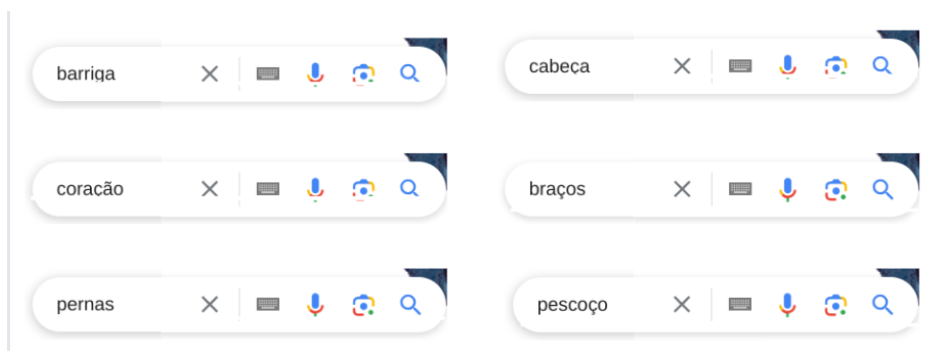 barriga
cabeça
coração
braços
pernas
pescoço